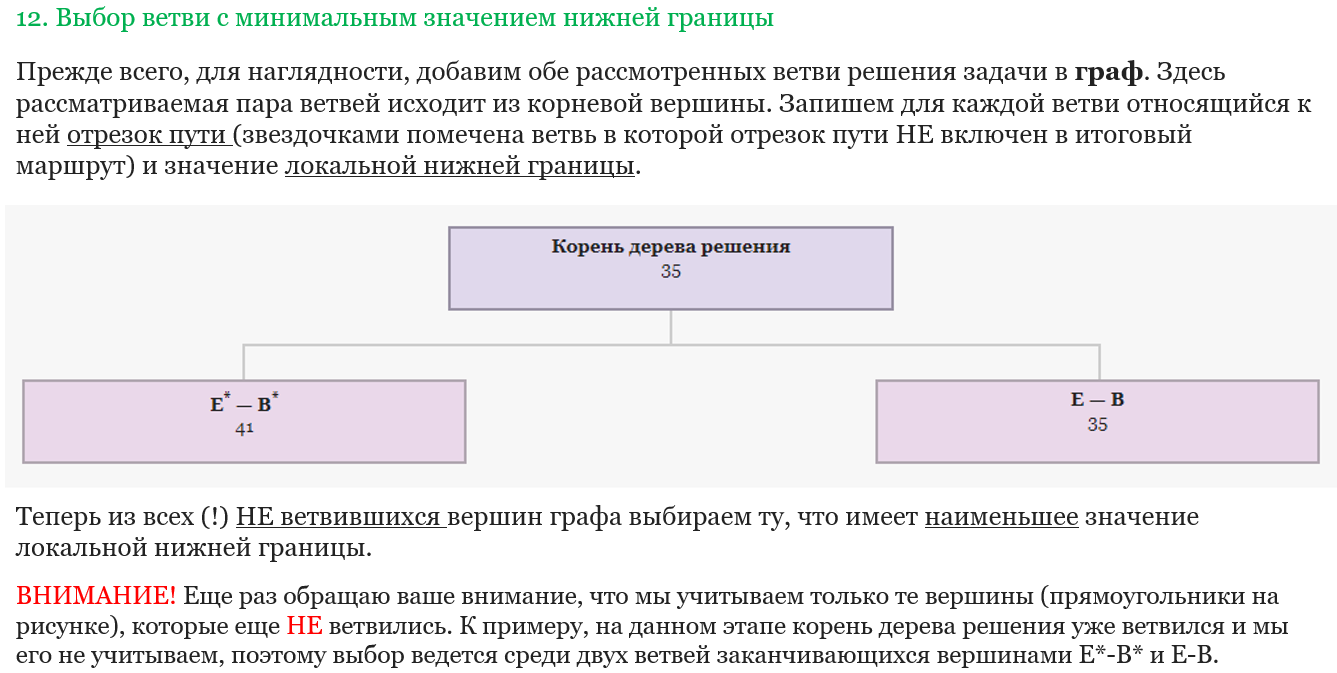 12. Выбор ветви с минимальным значением нижней границы
Прежде всего, для наглядности, добавим обе рассмотренных ветви решения задачи в граф. Здесь
рассматриваемая пара ветвей исходит из корневой вершины. Запишем для каждой ветви относящийся к
ней отрезок пути (звездочками помечена ветвь в которой отрезок пути НЕ включен в итоговый
маршрут) и значение локальной нижней границы.
Корень дерева решения
35
E* — B*
41
E — B
35
Теперь из всех (!) НЕ ветвившихся вершин графа выбираем ту, что имеет наименьшее значение
локальной нижней границы.
ВНИМАНИЕ! Еще раз обращаю ваше внимание, что мы учитываем только те вершины (прямоугольники на
рисунке), которые еще НЕ ветвились. К примеру, на данном этапе корень дерева решения уже ветвился и мы
его не учитываем, поэтому выбор ведется среди двух ветвей заканчивающихся вершинами E*-B* и E-B.